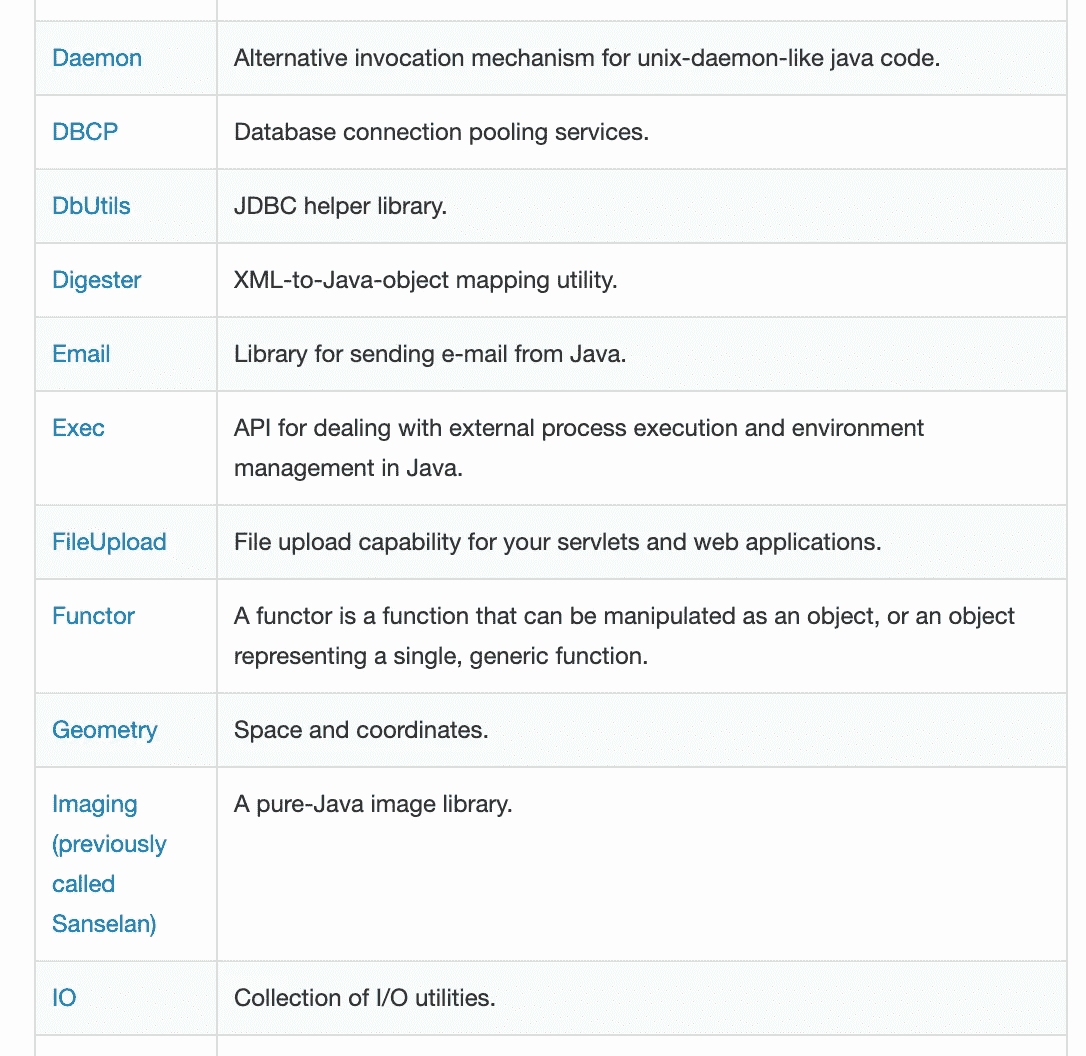 Daemon
Alternative invocation mechanism for unix-daemon-like java code.
DBCP
Database connection pooling services.
DbUtils
JDBC helper library.
Digester
XML-to-Java-object mapping utility.
Email
Library for sending e-mail from Java.
Exec
API for dealing with external process execution and environment
management in Java.
FileUpload
File upload capability for your servlets and web applications.
Functor
A functor is a function that can be manipulated as an object, or an object
representing a single, generic function.
Geometry
Space and coordinates.
Imaging
(previously
called
Sanselan)
A pure-Java image library.
IO
Collection of I/O utilities.